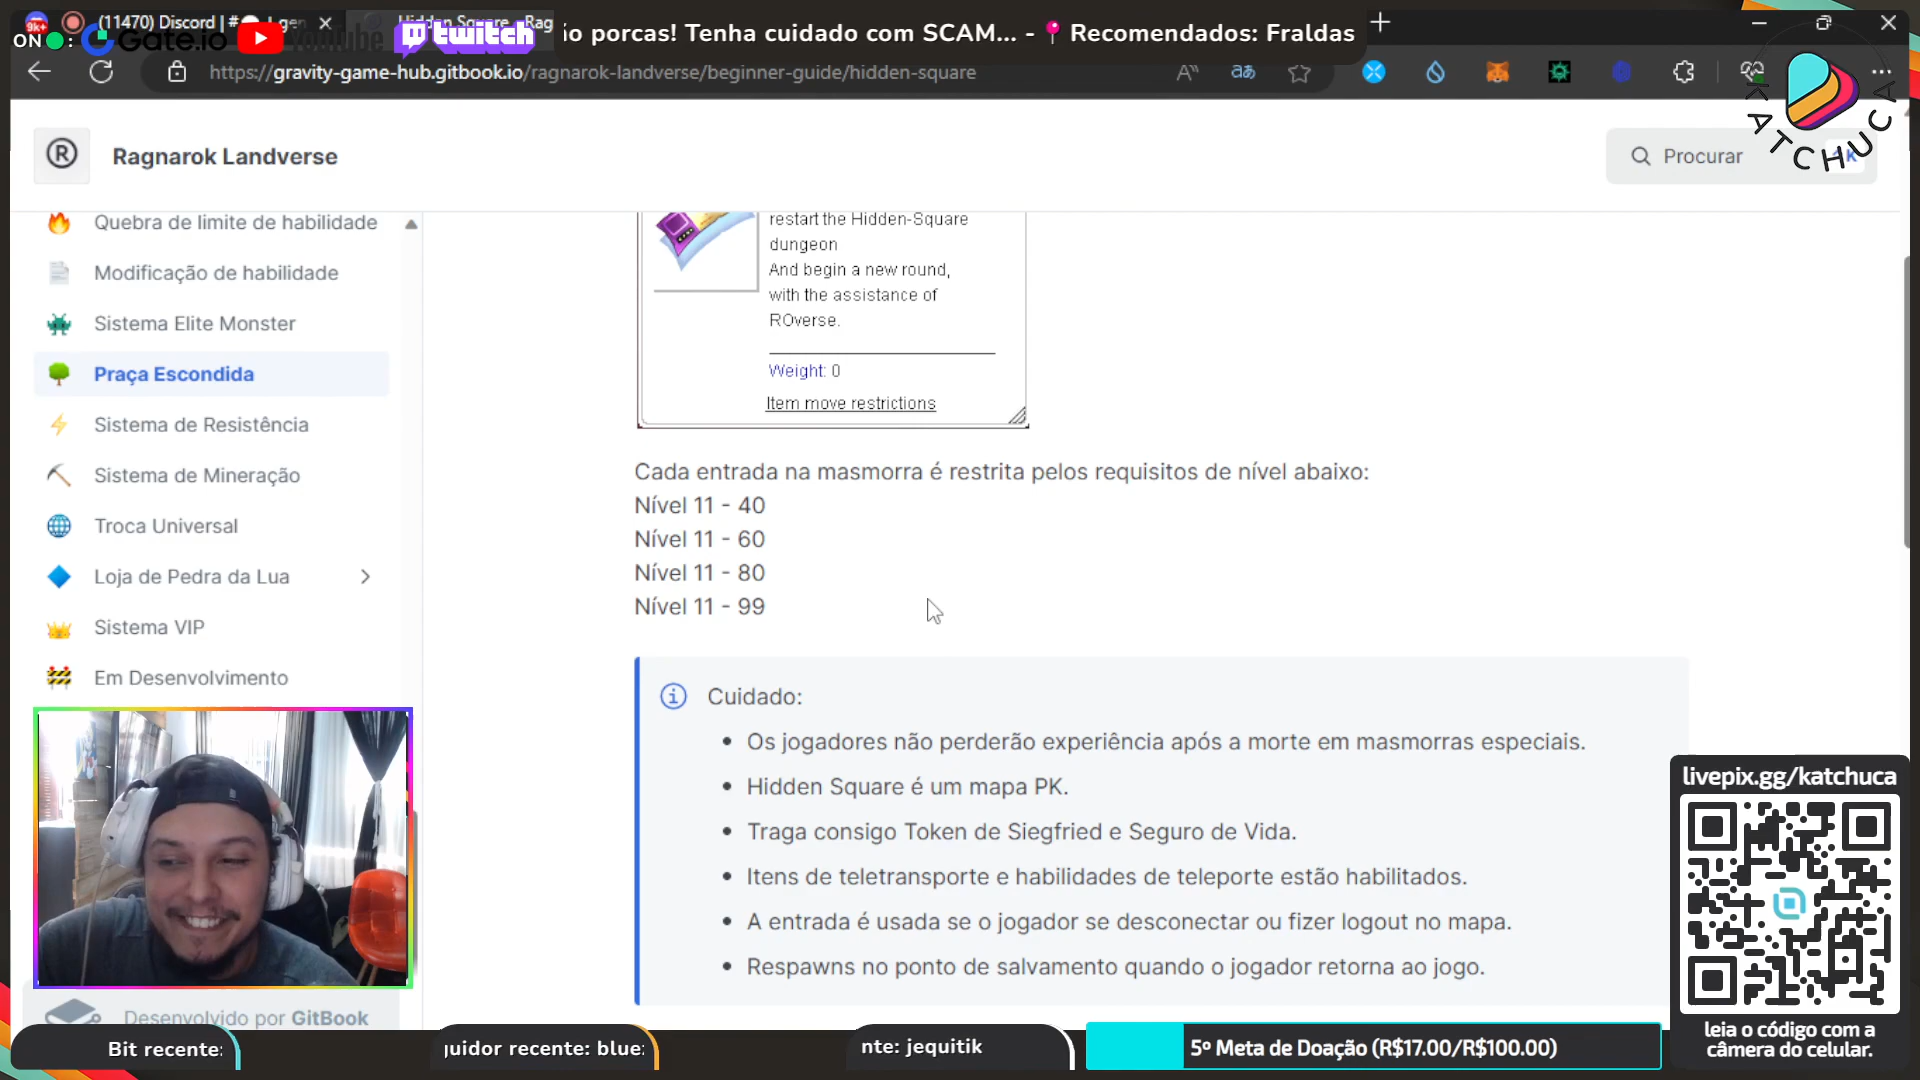 (11470) Discord | #
Hidden Square - Rag
ON
Gate.io
YouTube
twitch
ão porcas! Tenha cuidado com SCAM... - 📍 Recomendados: Fraldas
https://gravity-game-hub.gitbook.io/ragnarok-landverse/beginner-guide/hidden-square
KATCHUCA
Ragnarok Landverse
Procurar
K
Quebra de limite de habilidade
Modificação de habilidade
Sistema Elite Monster
Praça Escondida
Sistema de Resistência
Sistema de Mineração
Troca Universal
Loja de Pedra da Lua
Sistema VIP
Em Desenvolvimento
Desenvolvido por GitBook
restart the Hidden-Square
dungeon
And begin a new round,
with the assistance of
ROverse.
Weight: 0
Item move restrictions
Cada entrada na masmorra é restrita pelos requisitos de nível abaixo:
Nível 11 - 40
Nível 11 - 60
Nível 11 - 80
Nível 11 - 99
Cuidado:
• Os jogadores não perderão experiência após a morte em masmorras especiais.
• Hidden Square é um mapa PK.
• Traga consigo Token de Siegfried e Seguro de Vida.
• Itens de teletransporte e habilidades de teleporte estão habilitados.
• A entrada é usada se o jogador se desconectar ou fizer logout no mapa.
• Respawns no ponto de salvamento quando o jogador retorna ao jogo.
livepix.gg/katchuca
leia o código com a
câmera do celular.
Bit recente:
guidor recente: blue
nte: jequitik
5º Meta de Doação (R$17.00/R$100.00)